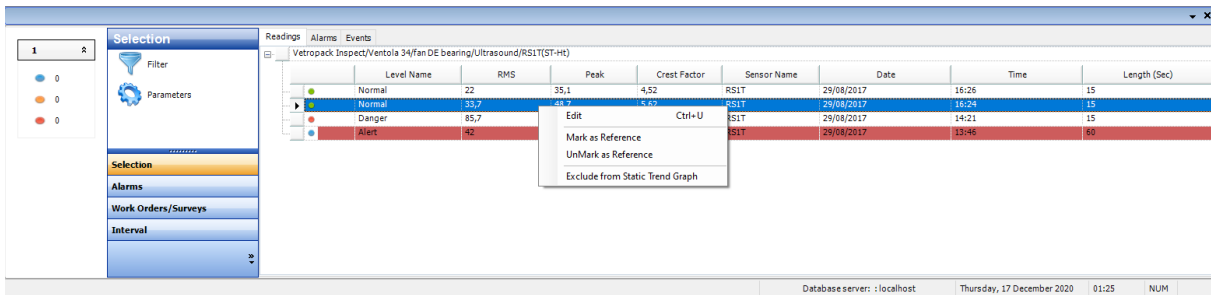 1
0
0
0
Selection
Filter
Parameters
Selection
Alarms
Work Orders/Surveys
Interval
Readings Alarms Events
Vetropack Inspect/Ventola 34/fan DE bearing/Ultrasound/RS1T(ST-Ht)
Level Name RMS Peak Crest Factor Sensor Name Date Time Length (Sec)
Normal 22 35,1 4,52 RS1T 29/08/2017 16:26 15
Normal 33,7 48,7 5,62 RS1T 29/08/2017 16:24 15
Danger 85,7 RS1T 29/08/2017 14:21 15
Alert 42 RS1T 29/08/2017 13:46 60
Edit Ctrl+U
Mark as Reference
UnMark as Reference
Exclude from Static Trend Graph
Database server: : localhost Thursday, 17 December 2020 01:25 NUM